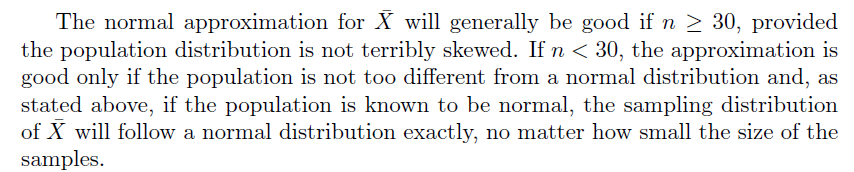 The normal approximation for X̄ will generally be good if n ≥ 30, provided
the population distribution is not terribly skewed. If n < 30, the approximation is
good only if the population is not too different from a normal distribution and, as
stated above, if the population is known to be normal, the sampling distribution
of X̄ will follow a normal distribution exactly, no matter how small the size of the
samples.